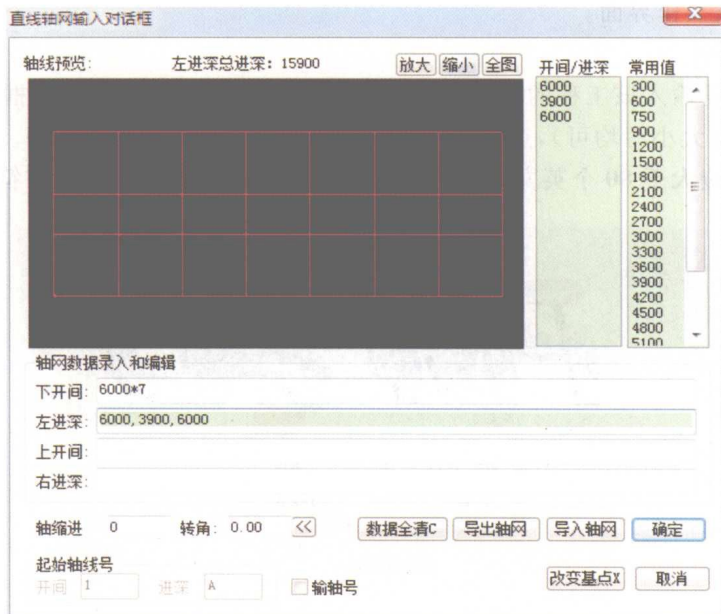 直线轴网输入对话框
轴线预览: 左进深总进深: 15900 放大 缩小 全图 开间/进深 常用值
6000
3900
6000
300
600
750
900
1200
1500
1800
2100
2400
2700
3000
3300
3600
3900
4200
4500
4800
5100
轴网数据录入和编辑
下开间: 6000*7
左进深: 6000, 3900, 6000
上开间:
右进深:
轴缩进 0 转角: 0.00 << 数据全清C 导出轴网 导入轴网 确定
起始轴线号
开间 1 进深 A 输轴号 改变基点X 取消